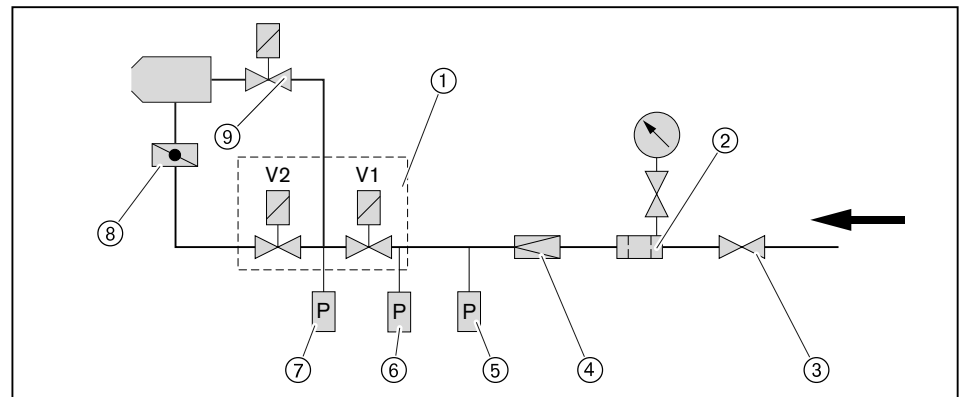 ①
⑨
②
V2
V1
⑧
P
P
P
⑦
⑥
⑤
④
③